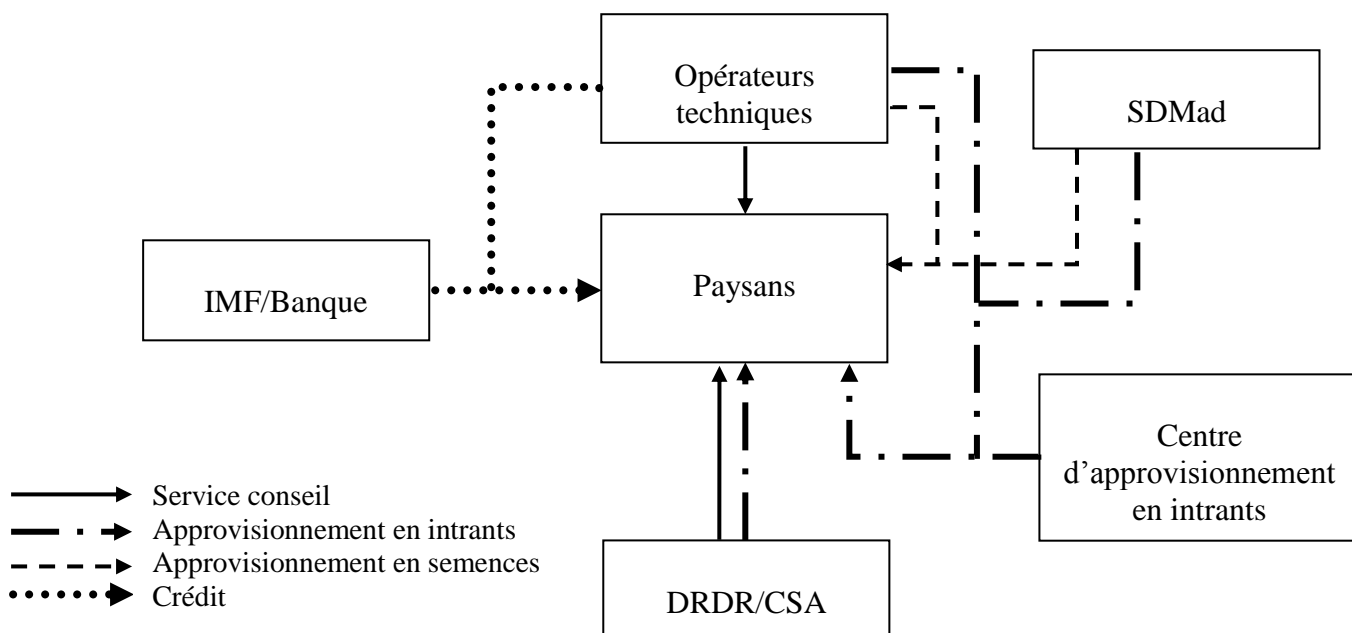 Opérateurs
techniques
SDMad
IMF/Banque
Paysans
Centre
d’approvisionnement
en intrants
Service conseil
Approvisionnement en intrants
Approvisionnement en semences
Crédit
DRDR/CSA